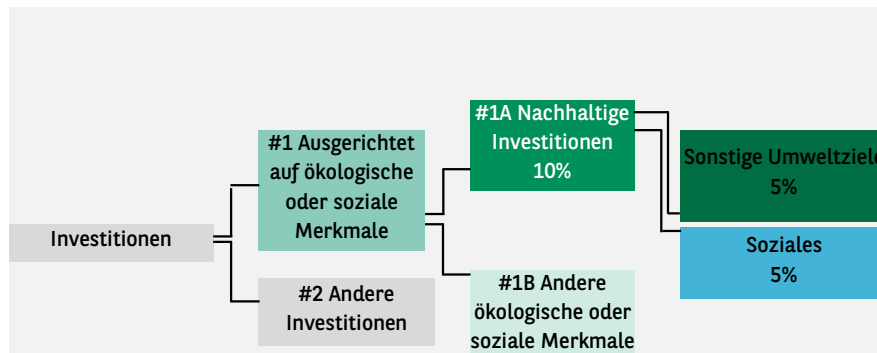 Investitionen
#1 Ausgerichtet
auf ökologische
oder soziale
Merkmale
#2 Andere
Investitionen
#1A Nachhaltige
Investitionen
10%
#1B Andere
ökologische oder
soziale Merkmale
Sonstige Umweltziele
5%
Soziales
5%